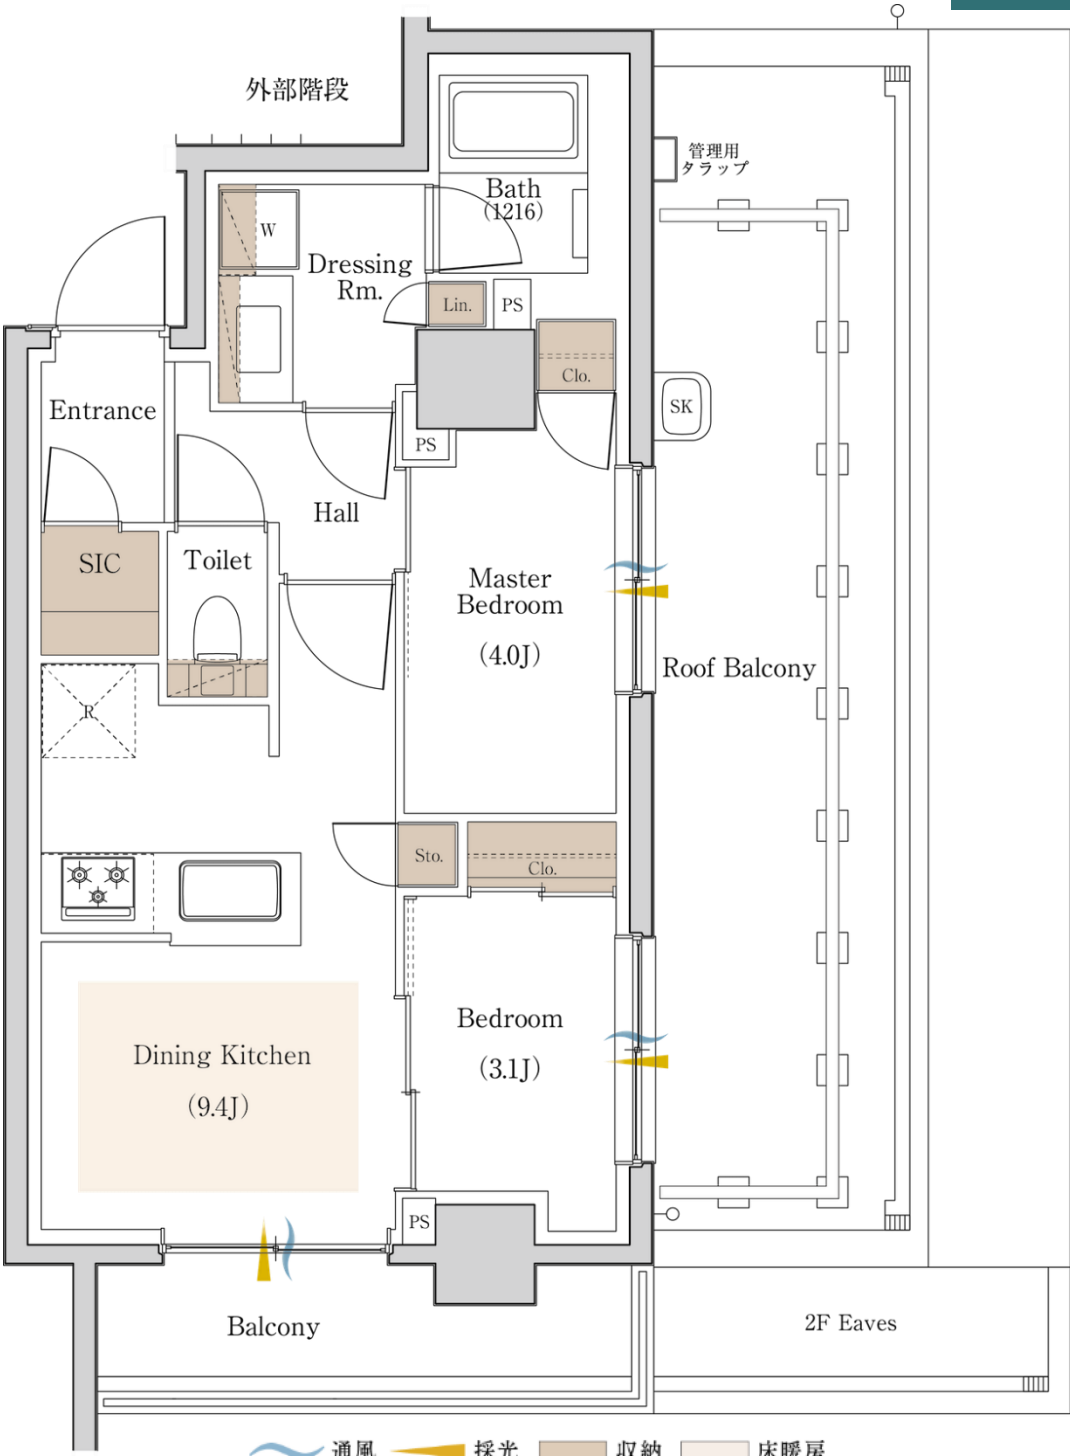 外部階段
管理用
タラップ
Bath
(1216)
W
Dressing
Rm.
Lin.
PS
Clo.
SK
Entrance
PS
Hall
SIC
Toilet
Master
Bedroom
(4.0J)
Roof Balcony
R
Sto.
Clo.
Bedroom
(3.1J)
Dining Kitchen
(9.4J)
PS
Balcony
2F Eaves
通風 採光 収納 床暖房